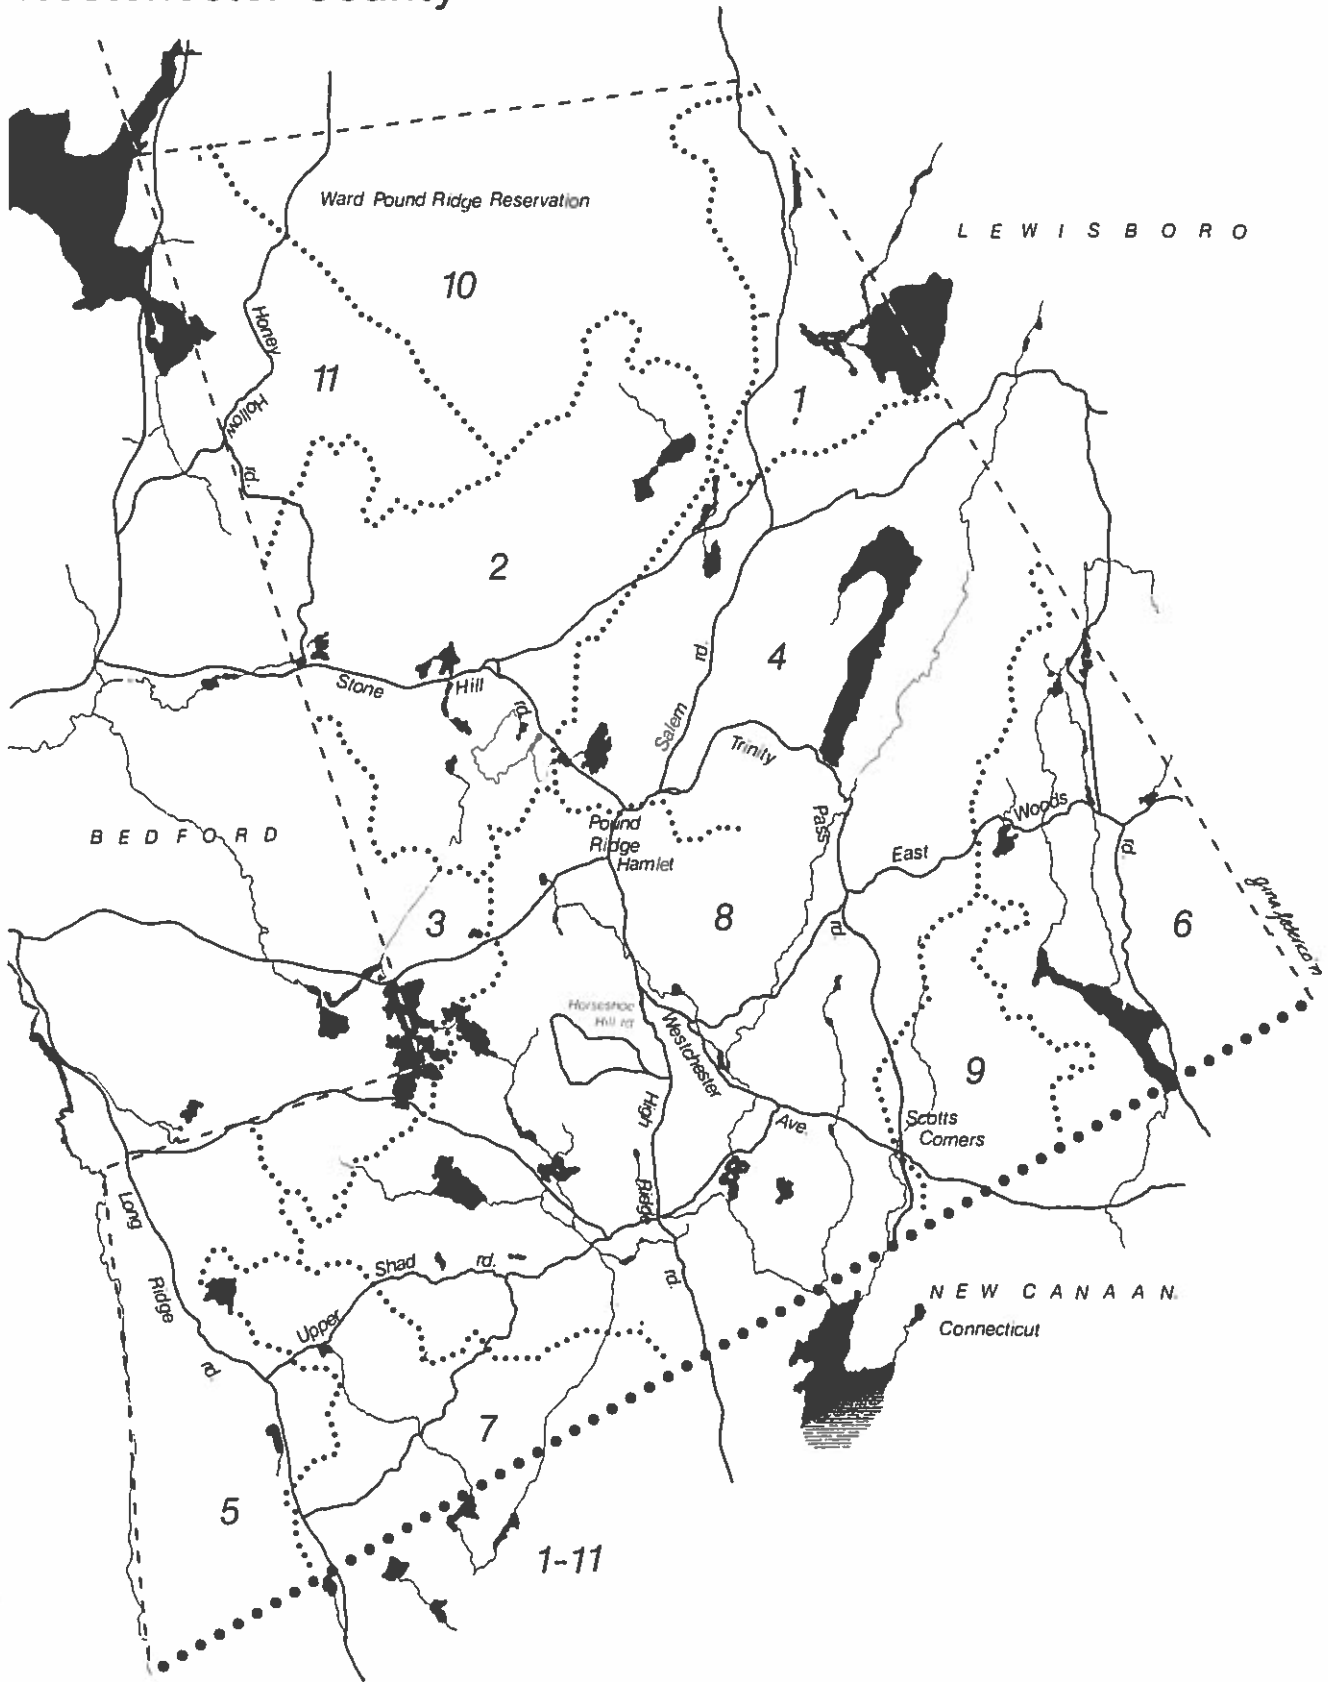 County
Ward Pound Ridge Reservation
LEWISBORO
10
Honey
11
Hollow
1
rd.
2
rd.
4
Stone
Hill
rd.
Salem
Trinity
Pass
Woods
Pound
Ridge
Hamlet
BEDFORD
East
rd.
3
8
rd.
6
Horseshoe
Hill rd
Westchester
9
High
Ave.
Scotts
Corners
Long
Ridge
Shad
rd.
rd.
Ridge
NEW CANAAN
Connecticut
Upper
rd.
7
5
1-11